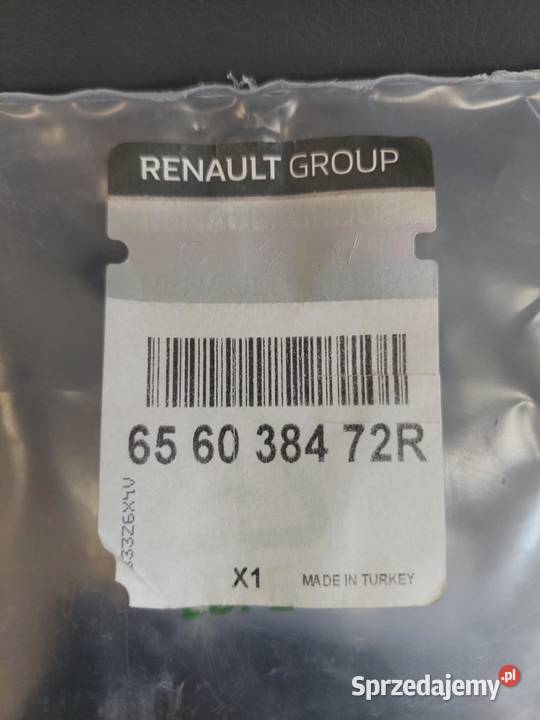 RENAULT GROUP
65 60 384 72R
X1
MADE IN TURKEY
Sprzedajemy.pl